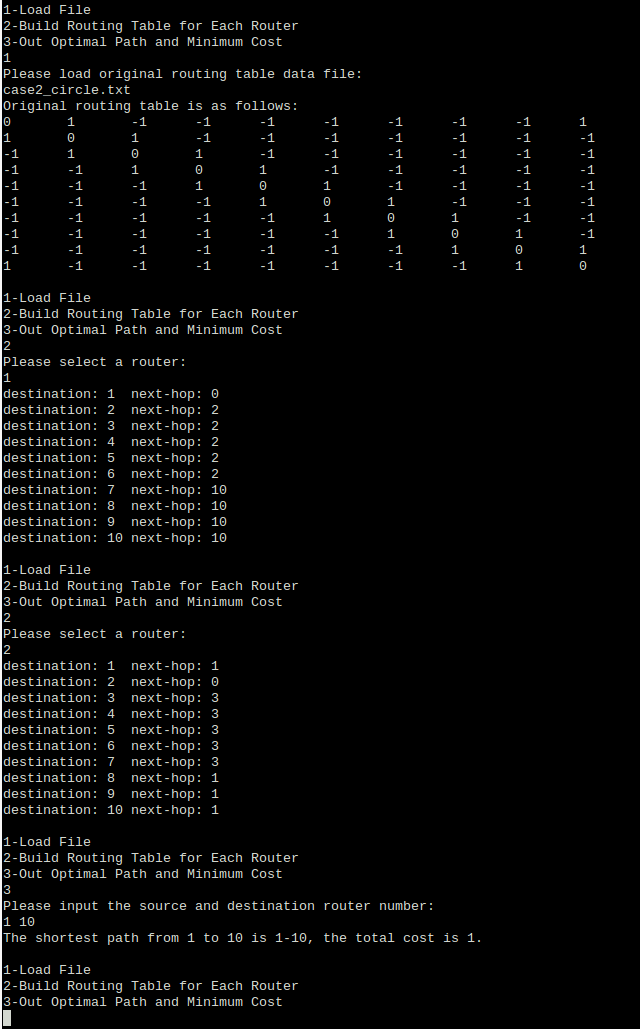 1-Load File
2-Build Routing Table for Each Router
3-Out Optimal Path and Minimum Cost
1
Please load original routing table data file:
case2_circle.txt
Original routing table is as follows:
0 1 -1 -1 -1 -1 -1 -1 -1 1
1 0 1 -1 -1 -1 -1 -1 -1 -1
-1 1 0 1 -1 -1 -1 -1 -1 -1
-1 -1 1 0 1 -1 -1 -1 -1 -1
-1 -1 -1 1 0 1 -1 -1 -1 -1
-1 -1 -1 -1 1 0 1 -1 -1 -1
-1 -1 -1 -1 -1 1 0 1 -1 -1
-1 -1 -1 -1 -1 -1 1 0 1 -1
-1 -1 -1 -1 -1 -1 -1 1 0 1
1 -1 -1 -1 -1 -1 -1 -1 1 0
1-Load File
2-Build Routing Table for Each Router
3-Out Optimal Path and Minimum Cost
2
Please select a router:
1
destination: 1 next-hop: 0
destination: 2 next-hop: 2
destination: 3 next-hop: 2
destination: 4 next-hop: 2
destination: 5 next-hop: 2
destination: 6 next-hop: 2
destination: 7 next-hop: 10
destination: 8 next-hop: 10
destination: 9 next-hop: 10
destination: 10 next-hop: 10
1-Load File
2-Build Routing Table for Each Router
3-Out Optimal Path and Minimum Cost
2
Please select a router:
2
destination: 1 next-hop: 1
destination: 2 next-hop: 0
destination: 3 next-hop: 3
destination: 4 next-hop: 3
destination: 5 next-hop: 3
destination: 6 next-hop: 3
destination: 7 next-hop: 3
destination: 8 next-hop: 1
destination: 9 next-hop: 1
destination: 10 next-hop: 1
1-Load File
2-Build Routing Table for Each Router
3-Out Optimal Path and Minimum Cost
3
Please input the source and destination router number:
1 10
The shortest path from 1 to 10 is 1-10, the total cost is 1.
1-Load File
2-Build Routing Table for Each Router
3-Out Optimal Path and Minimum Cost